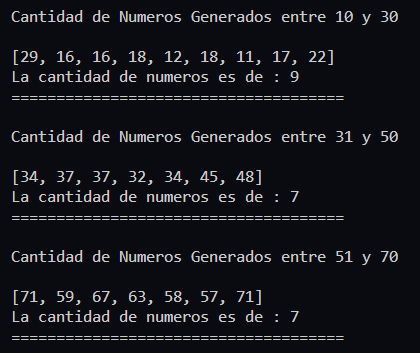 Cantidad de Numeros Generados entre 10 y 30
[29, 16, 16, 18, 12, 18, 11, 17, 22]
La cantidad de numeros es de : 9
=====================================
Cantidad de Numeros Generados entre 31 y 50
[34, 37, 37, 32, 34, 45, 48]
La cantidad de numeros es de : 7
=====================================
Cantidad de Numeros Generados entre 51 y 70
[71, 59, 67, 63, 58, 57, 71]
La cantidad de numeros es de : 7
=====================================